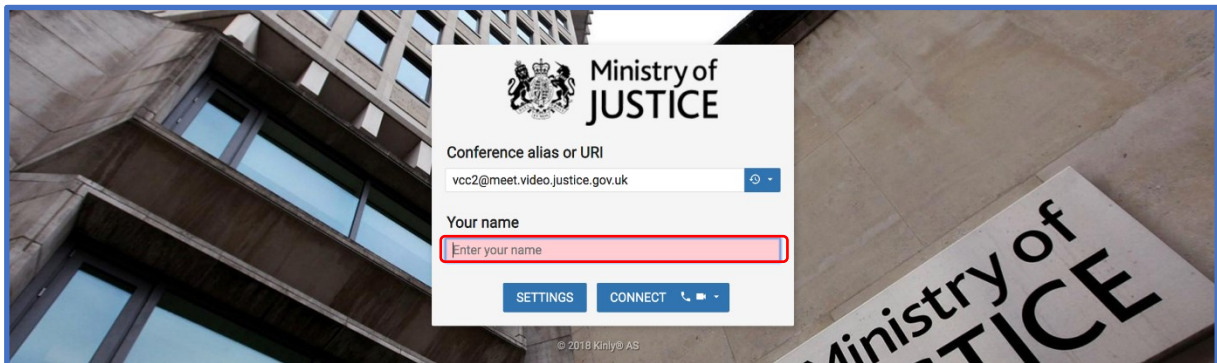 Ministry of
JUSTICE
Conference alias or URI
vcc2@meet.video.justice.gov.uk
Your name
Enter your name
SETTINGS
CONNECT
© 2018 Kinly® AS
Ministry of
JUSTICE